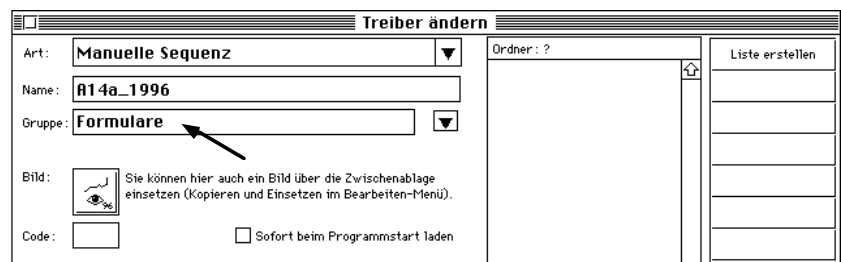 Treiber ändern
Art: Manuelle Sequenz
Name: A14a_1996
Gruppe: Formulare
Bild: Sie können hier auch ein Bild über die Zwischenablage
einsetzen (Kopieren und Einsetzen im Bearbeiten-Menü).
Code: Sofort beim Programmstart laden
Ordner: ?
Liste erstellen